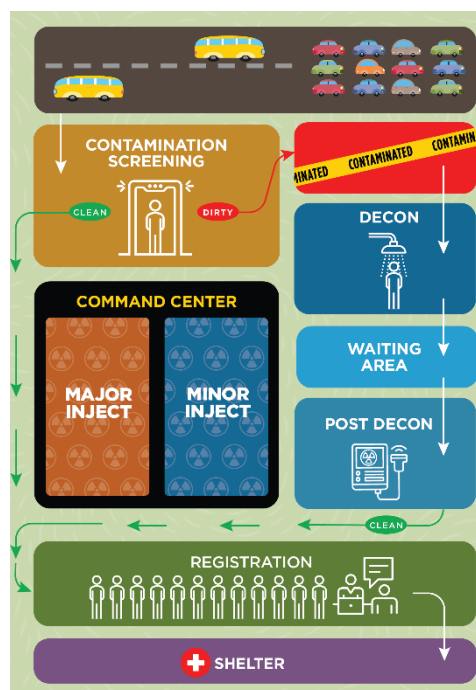 CONTAMINATION
SCREENING
CLEAN
DIRTY
MINATED CONTAMINATED CONTAMIN
DECON
COMMAND CENTER
MAJOR
INJECT
MINOR
INJECT
WAITING
AREA
POST DECON
CLEAN
REGISTRATION
SHELTER